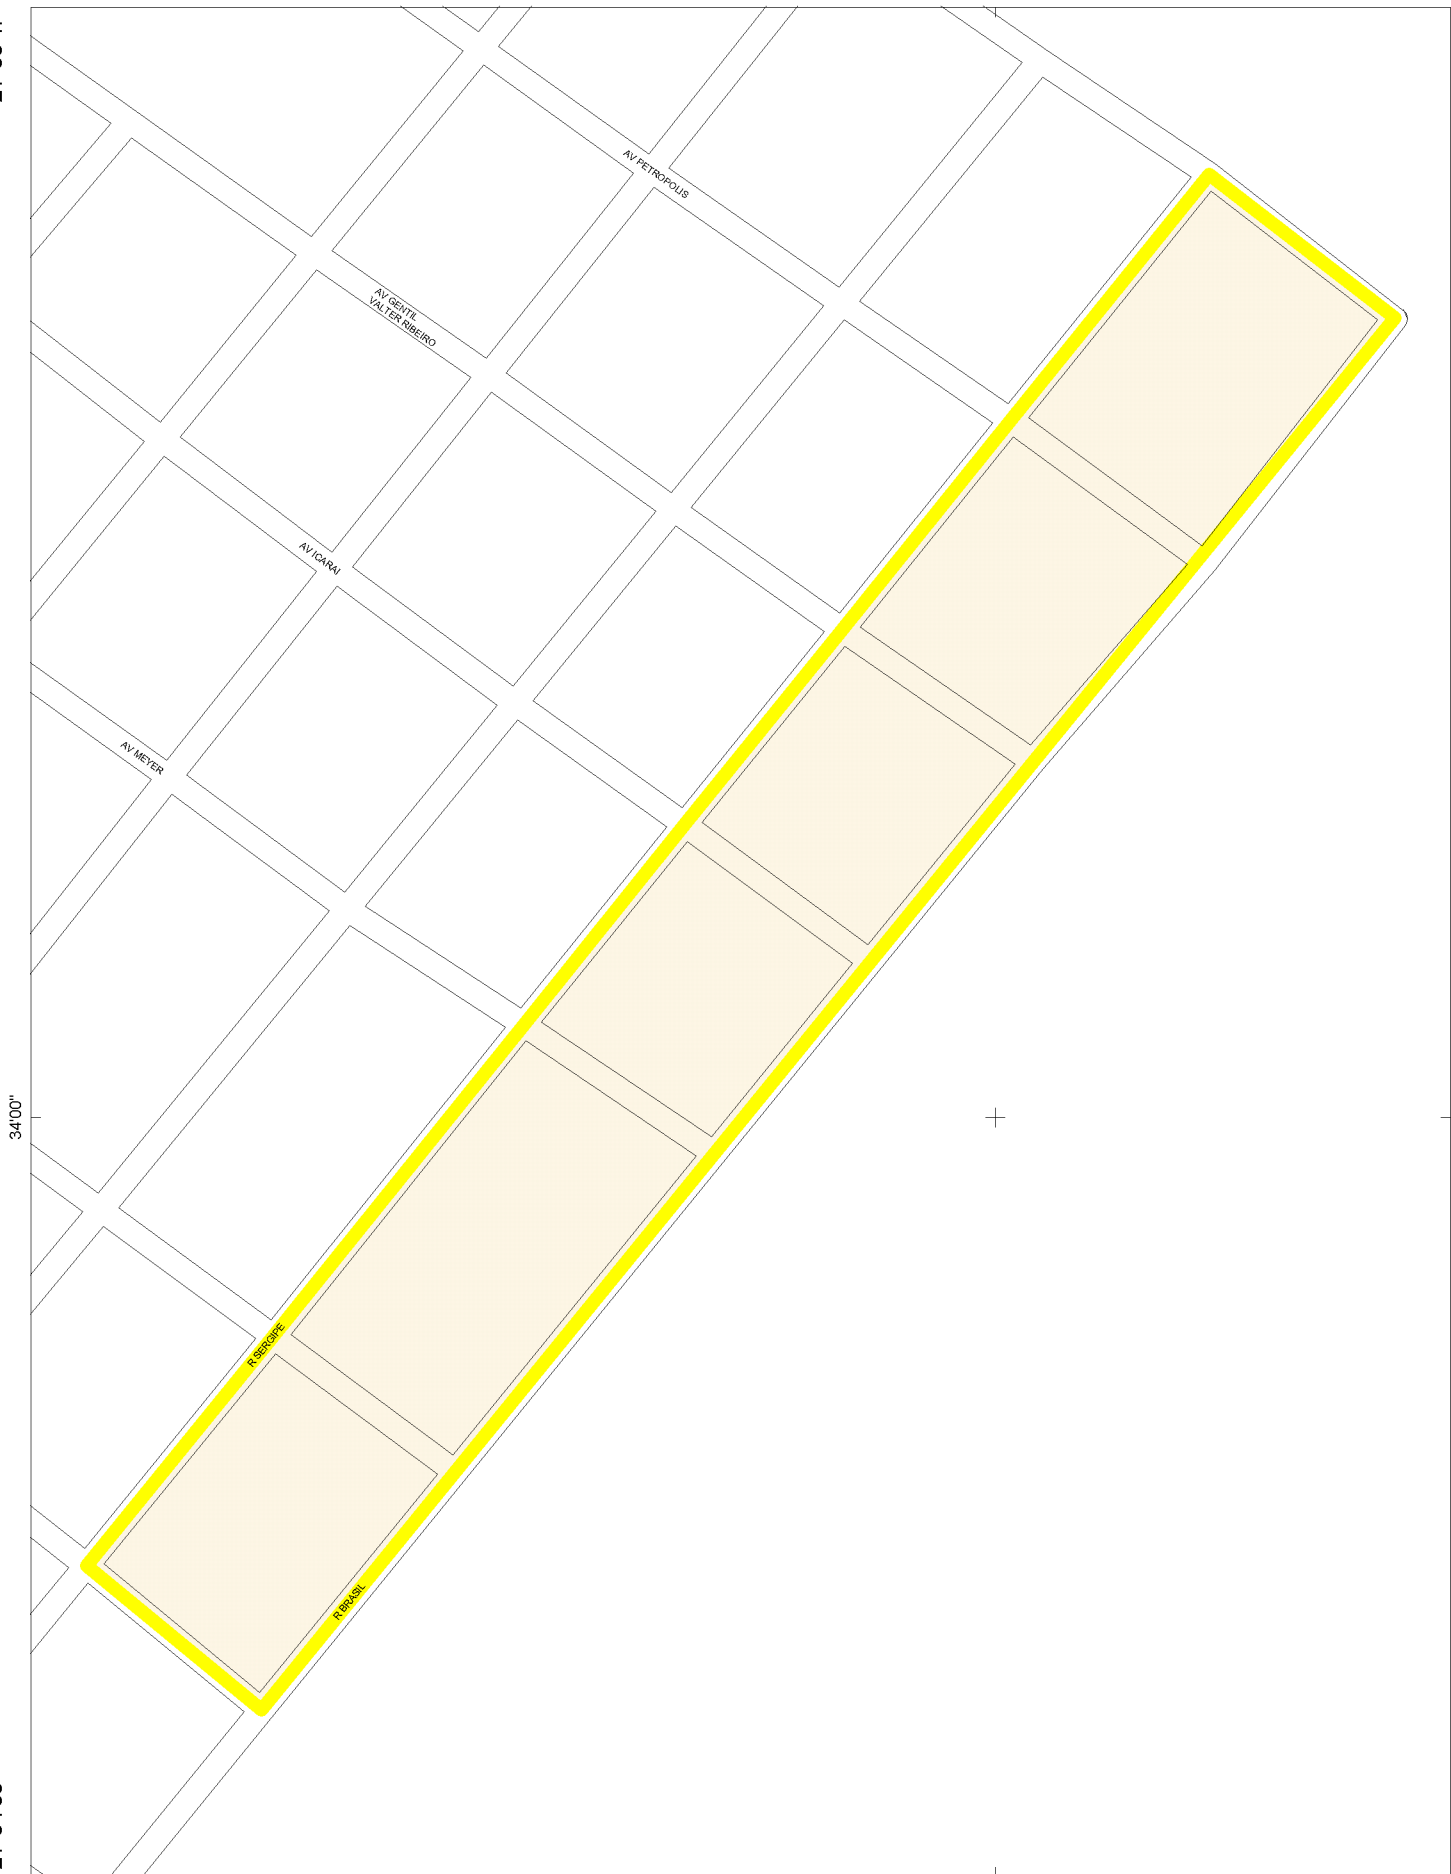 AV PETROPOLIS
AV GENTIL
VALTER RIBEIRO
AV ICARAI
AV MEYER
34'00"
R SERGIPE
R BRASIL